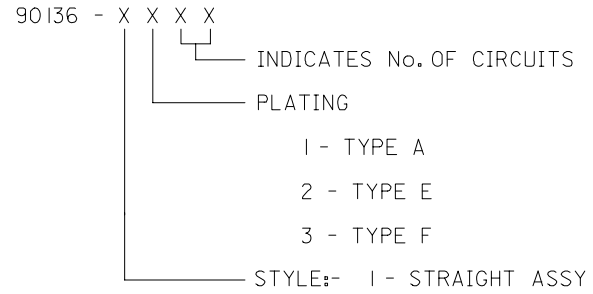 90136 - X X X X
INDICATES No. OF CIRCUITS
PLATING
1 - TYPE A
2 - TYPE E
3 - TYPE F
STYLE:- 1 - STRAIGHT ASSY